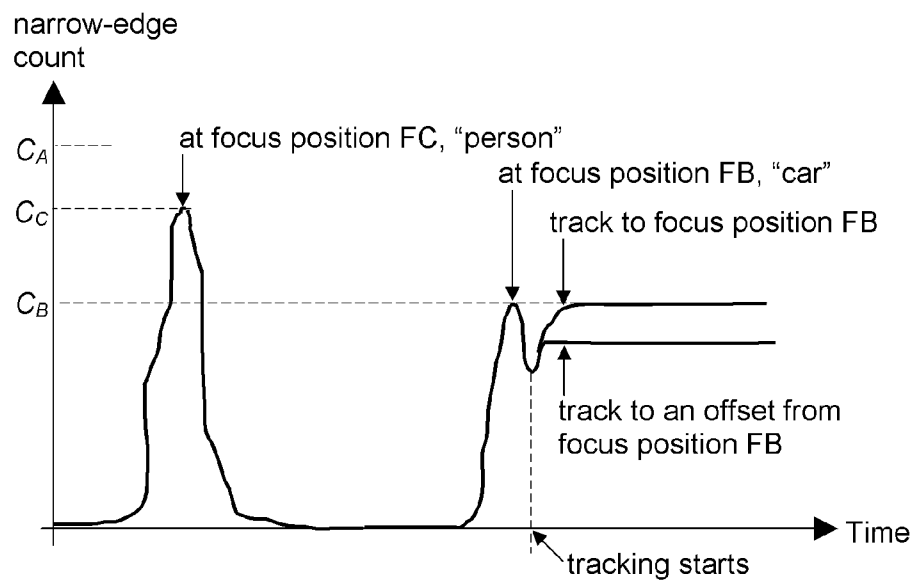 narrow-edge
count
C_A
at focus position FC, “person”
at focus position FB, “car”
C_C
track to focus position FB
C_B
track to an offset from
focus position FB
Time
tracking starts